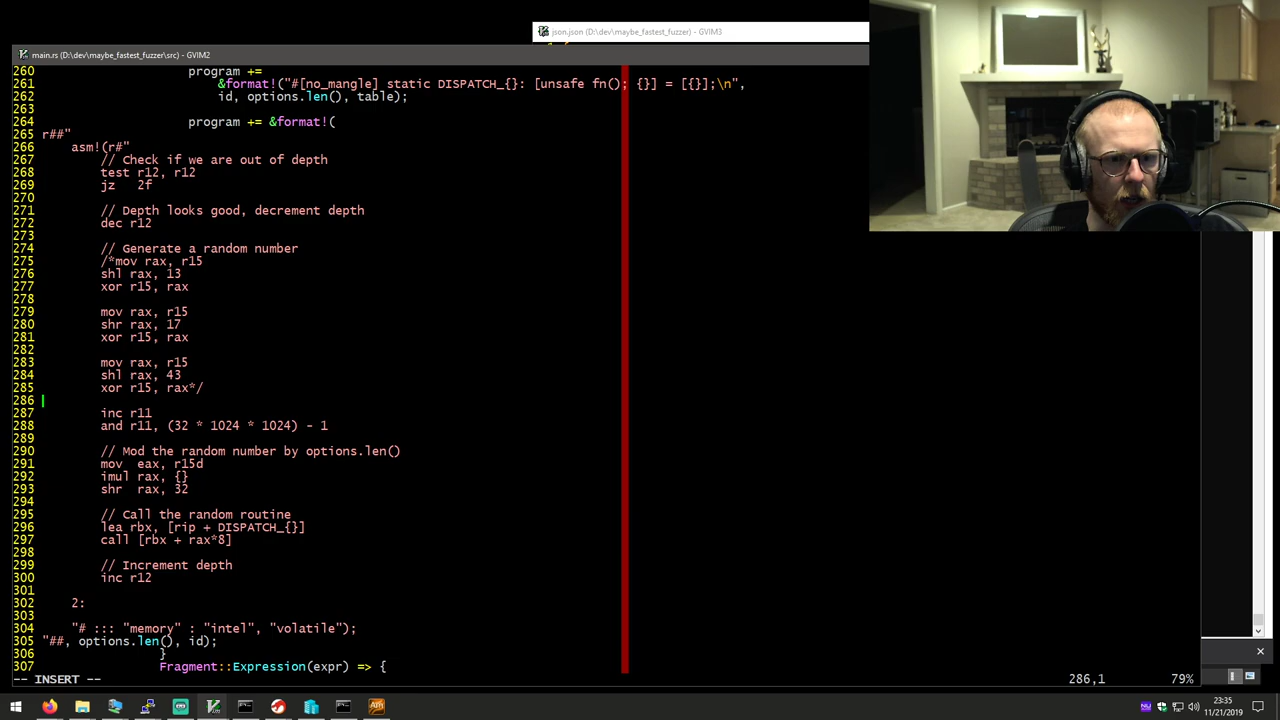 json.json (D:\dev\maybe_fastest_fuzzer) - GVIM3
main.rs (D:\dev\maybe_fastest_fuzzer\src) - GVIM2
260 program +=
261 &format!("#[no_mangle] static DISPATCH_{}: [unsafe fn(); {}] = [{}];\n",
262 id, options.len(), table);
263
264 program += &format!(
265 r##"
266 asm!(r#"
267 // Check if we are out of depth
268 test r12, r12
269 jz 2f
270
271 // Depth looks good, decrement depth
272 dec r12
273
274 // Generate a random number
275 /*mov rax, r15
276 shl rax, 13
277 xor r15, rax
278
279 mov rax, r15
280 shr rax, 17
281 xor r15, rax
282
283 mov rax, r15
284 shl rax, 43
285 xor r15, rax*/
286
287 inc r11
288 and r11, (32 * 1024 * 1024) - 1
289
290 // Mod the random number by options.len()
291 mov eax, r15d
292 imul rax, {}
293 shr rax, 32
294
295 // Call the random routine
296 lea rbx, [rip + DISPATCH_{}]
297 call [rbx + rax*8]
298
299 // Increment depth
300 inc r12
301
302 2:
303
304 "# ::: "memory" : "intel", "volatile");
305 "##, options.len(), id);
306 }
307 Fragment::Expression(expr) => {
-- INSERT -- 286,1 79%
23:35
11/21/2019